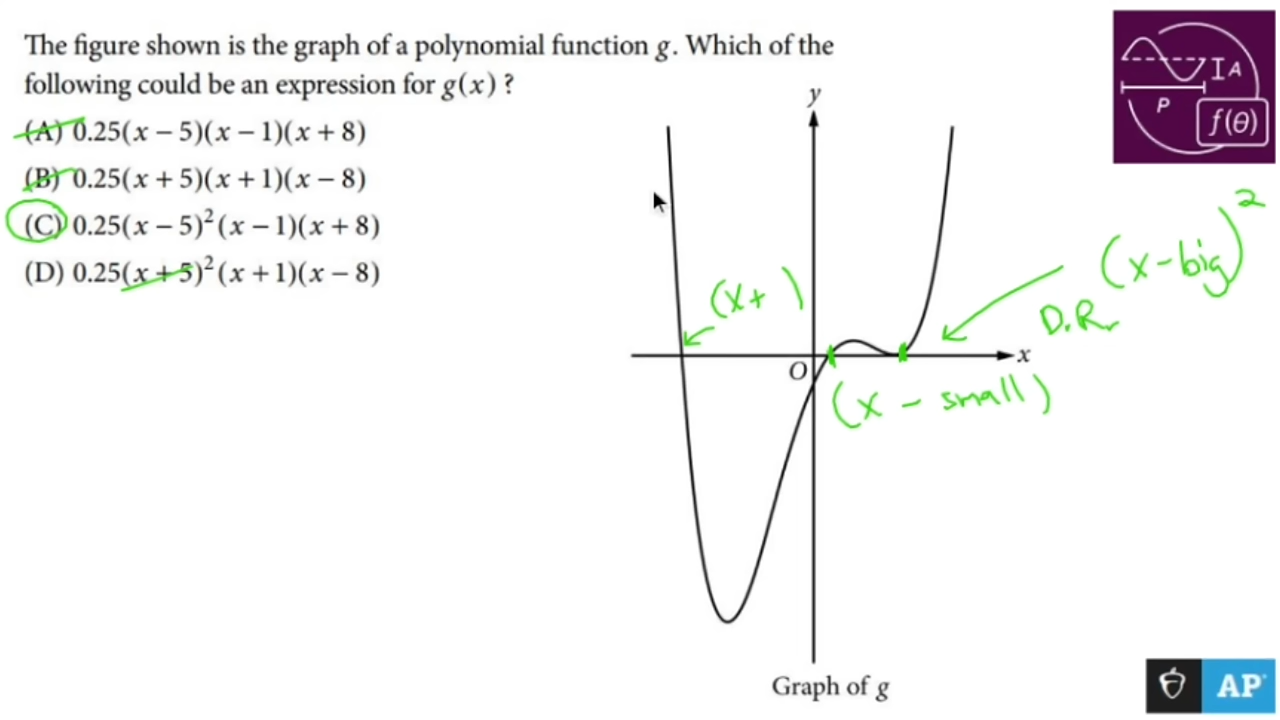 The figure shown is the graph of a polynomial function g. Which of the
following could be an expression for g(x) ?
(A) 0.25(x − 5)(x − 1)(x + 8)
(B) 0.25(x + 5)(x + 1)(x − 8)
(C) 0.25(x − 5)²(x − 1)(x + 8)
(D) 0.25(x + 5)²(x + 1)(x − 8)
y
I A
P
f(θ)
(x-big)²
(x+ )
D.R.
x
O
(x - small)
Graph of g
AP